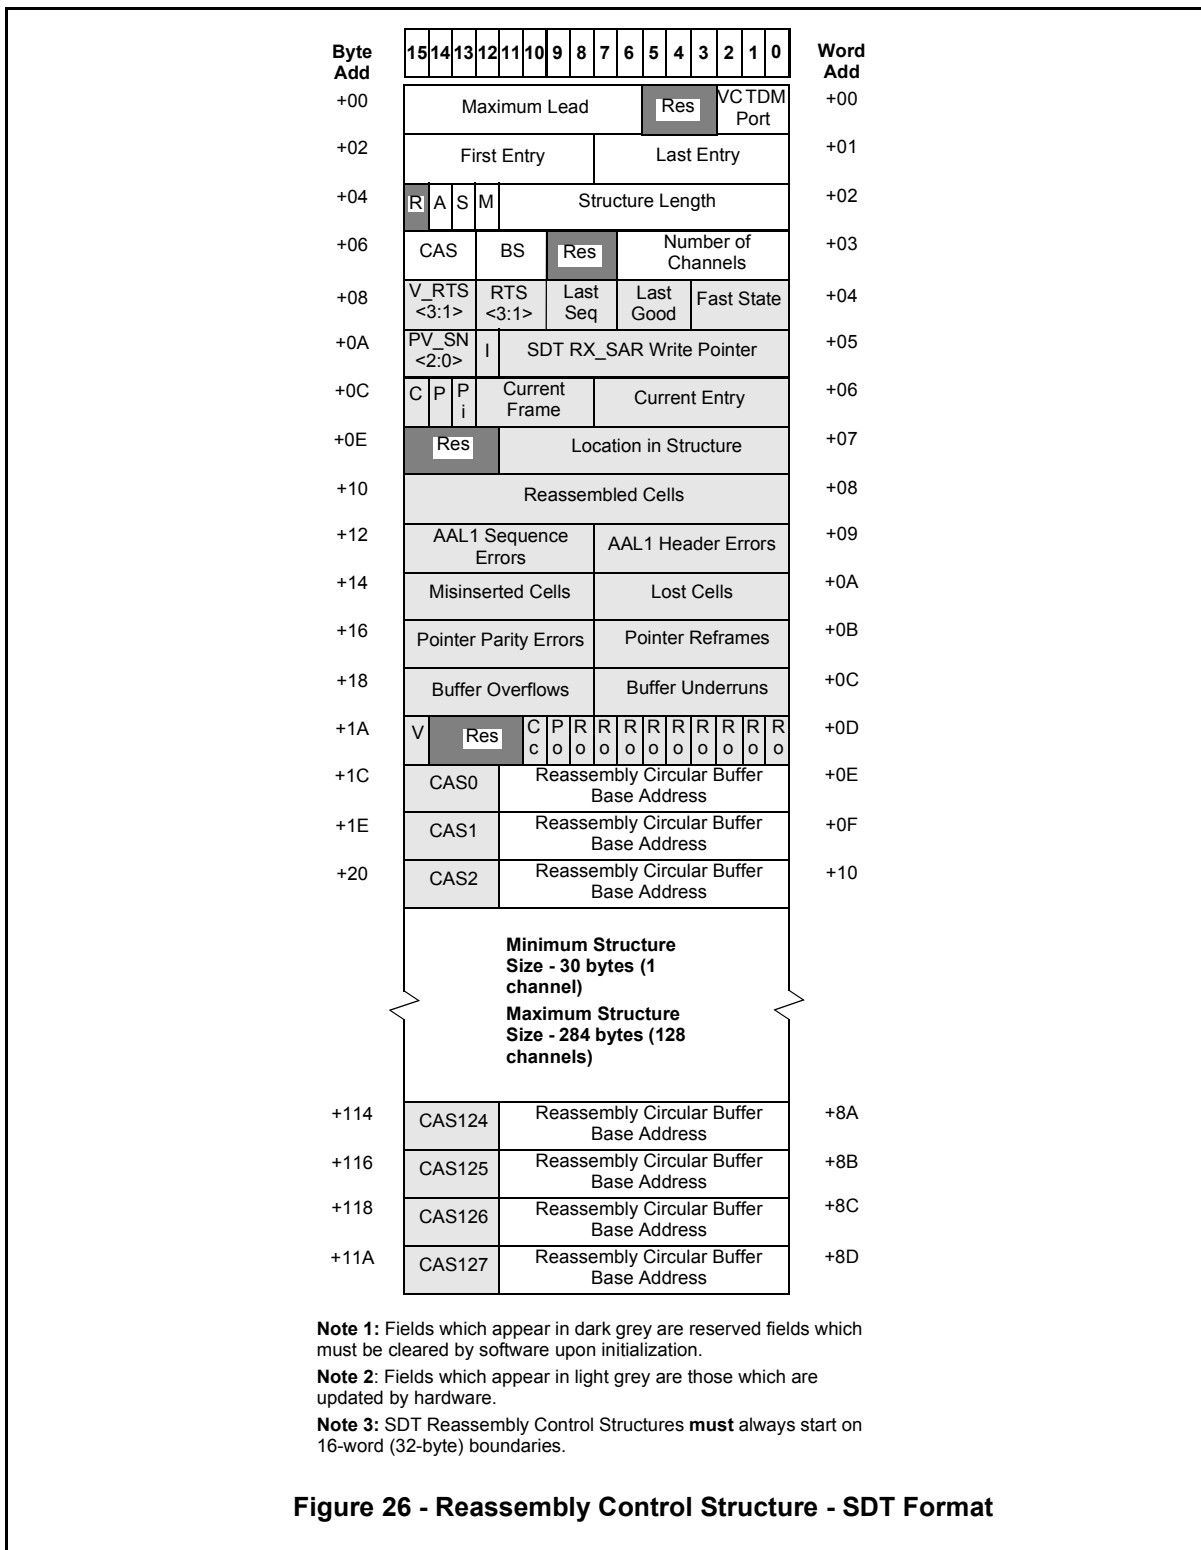 Byte Add 15 14 13 12 11 10 9 8 7 6 5 4 3 2 1 0 Word Add
+00 Maximum Lead Res VC TDM Port +00
+02 First Entry Last Entry +01
+04 R A S M Structure Length +02
+06 CAS BS Res Number of Channels +03
+08 V_RTS <3:1> RTS <3:1> Last Seq Last Good Fast State +04
+0A PV_SN <2:0> I SDT RX_SAR Write Pointer +05
+0C C P Pi Current Frame Current Entry +06
+0E Res Location in Structure +07
+10 Reassembled Cells +08
+12 AAL1 Sequence Errors AAL1 Header Errors +09
+14 Misinserted Cells Lost Cells +0A
+16 Pointer Parity Errors Pointer Reframes +0B
+18 Buffer Overflows Buffer Underruns +0C
+1A V Res Cc Po Ro Ro Ro Ro Ro Ro Ro Ro Ro +0D
+1C CAS0 Reassembly Circular Buffer Base Address +0E
+1E CAS1 Reassembly Circular Buffer Base Address +0F
+20 CAS2 Reassembly Circular Buffer Base Address +10
Minimum Structure
Size - 30 bytes (1
channel)
Maximum Structure
Size - 284 bytes (128
channels)
+114 CAS124 Reassembly Circular Buffer Base Address +8A
+116 CAS125 Reassembly Circular Buffer Base Address +8B
+118 CAS126 Reassembly Circular Buffer Base Address +8C
+11A CAS127 Reassembly Circular Buffer Base Address +8D
Note 1: Fields which appear in dark grey are reserved fields which
must be cleared by software upon initialization.
Note 2: Fields which appear in light grey are those which are
updated by hardware.
Note 3: SDT Reassembly Control Structures must always start on
16-word (32-byte) boundaries.
Figure 26 - Reassembly Control Structure - SDT Format